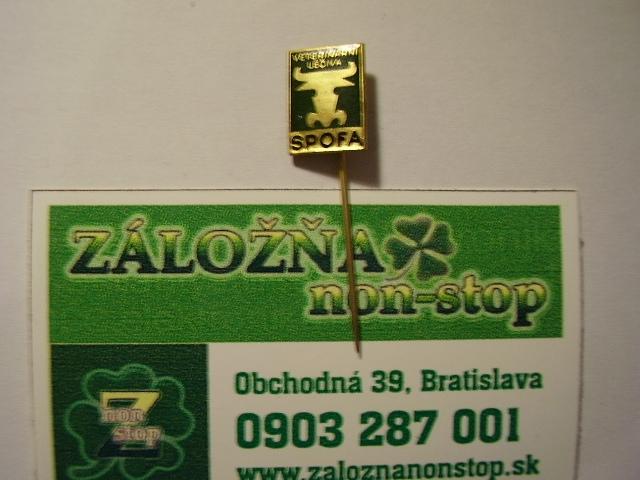 VETERINÁRNÍ
LÉČIVA
SPOFA
ZÁLOŽŇA
non-stop
Z
non
stop
Obchodná 39, Bratislava
0903 287 001
www.zaloznanonstop.sk